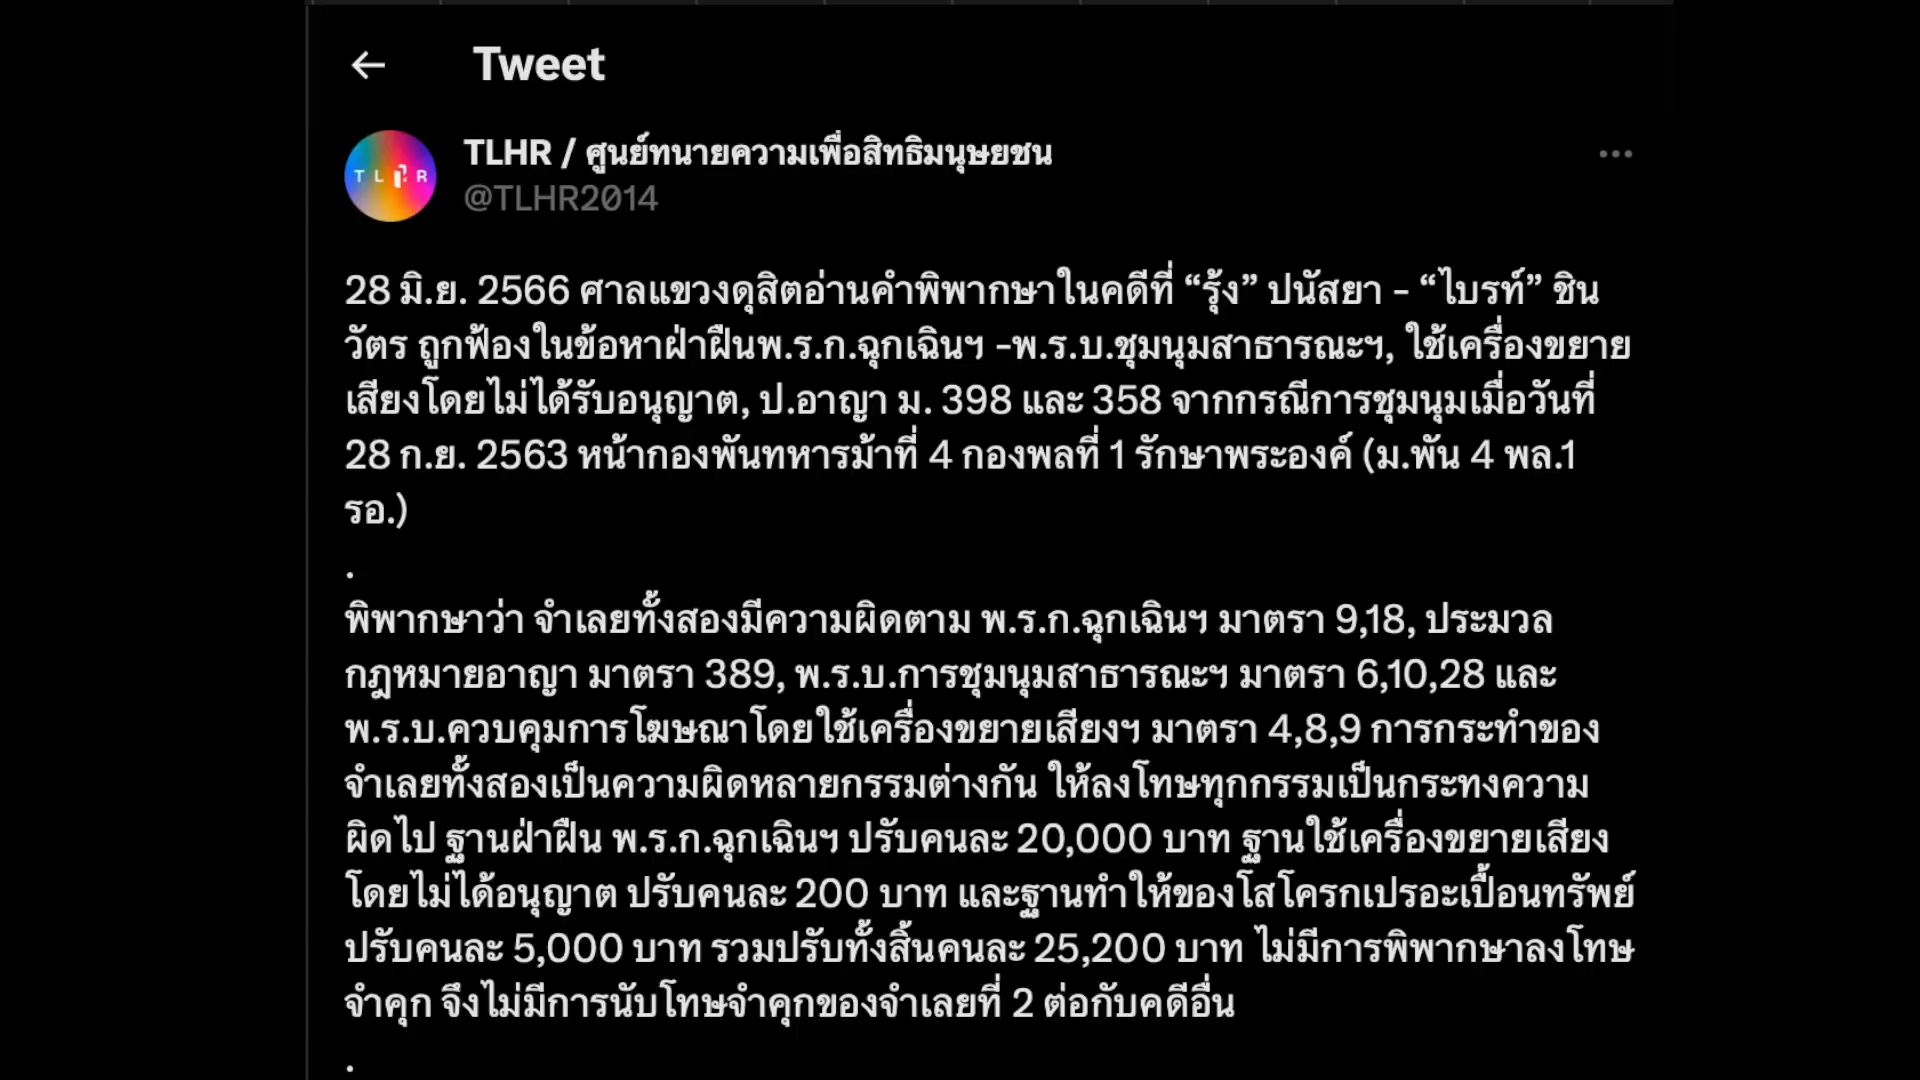 Tweet
TLHR
TLHR / ศูนย์ทนายความเพื่อสิทธิมนุษยชน
@TLHR2014
28 มิ.ย. 2566 ศาลแขวงดุสิตอ่านคำพิพากษาในคดีที่ “รุ้ง” ปนัสยา - “ไบรท์” ชิน
วัตร ถูกฟ้องในข้อหาฝ่าฝืนพ.ร.ก.ฉุกเฉินฯ -พ.ร.บ.ชุมนุมสาธารณะฯ, ใช้เครื่องขยาย
เสียงโดยไม่ได้รับอนุญาต, ป.อาญา ม. 398 และ 358 จากกรณีการชุมนุมเมื่อวันที่
28 ก.ย. 2563 หน้ากองพันทหารม้าที่ 4 กองพลที่ 1 รักษาพระองค์ (ม.พัน 4 พล.1
รอ.)
.
พิพากษาว่า จำเลยทั้งสองมีความผิดตาม พ.ร.ก.ฉุกเฉินฯ มาตรา 9,18, ประมวล
กฎหมายอาญา มาตรา 389, พ.ร.บ.การชุมนุมสาธารณะฯ มาตรา 6,10,28 และ
พ.ร.บ.ควบคุมการโฆษณาโดยใช้เครื่องขยายเสียงฯ มาตรา 4,8,9 การกระทำของ
จำเลยทั้งสองเป็นความผิดหลายกรรมต่างกัน ให้ลงโทษทุกกรรมเป็นกระทงความ
ผิดไป ฐานฝ่าฝืน พ.ร.ก.ฉุกเฉินฯ ปรับคนละ 20,000 บาท ฐานใช้เครื่องขยายเสียง
โดยไม่ได้อนุญาต ปรับคนละ 200 บาท และฐานทำให้ของโสโครกเปรอะเปื้อนทรัพย์
ปรับคนละ 5,000 บาท รวมปรับทั้งสิ้นคนละ 25,200 บาท ไม่มีการพิพากษาลงโทษ
จำคุก จึงไม่มีการนับโทษจำคุกของจำเลยที่ 2 ต่อกับคดีอื่น
.